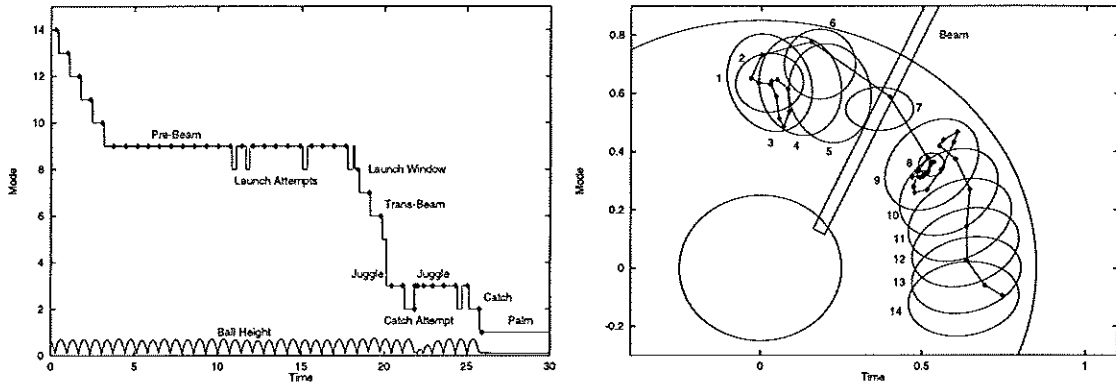 14
12
10
8
6
4
2
0
Mode
Pre-Beam
Launch Attempts
Launch Window
Trans-Beam
Juggle
Juggle
Catch Attempt
Catch
Palm
Ball Height
0 5 10 15 20 25 30
Time
0.8
0.6
0.4
0.2
0
-0.2
Mode
6
Beam
2
1
7
3 4 5
8
9
10
11
12
13
14
0 0.5 1
Time